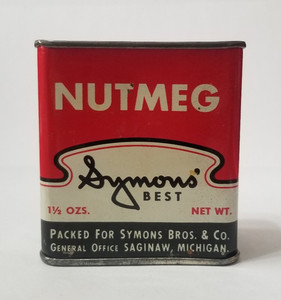 NUTMEG
Symons'
BEST
1½ OZS. NET WT.
PACKED FOR SYMONS BROS. & CO.
GENERAL OFFICE SAGINAW, MICHIGAN.